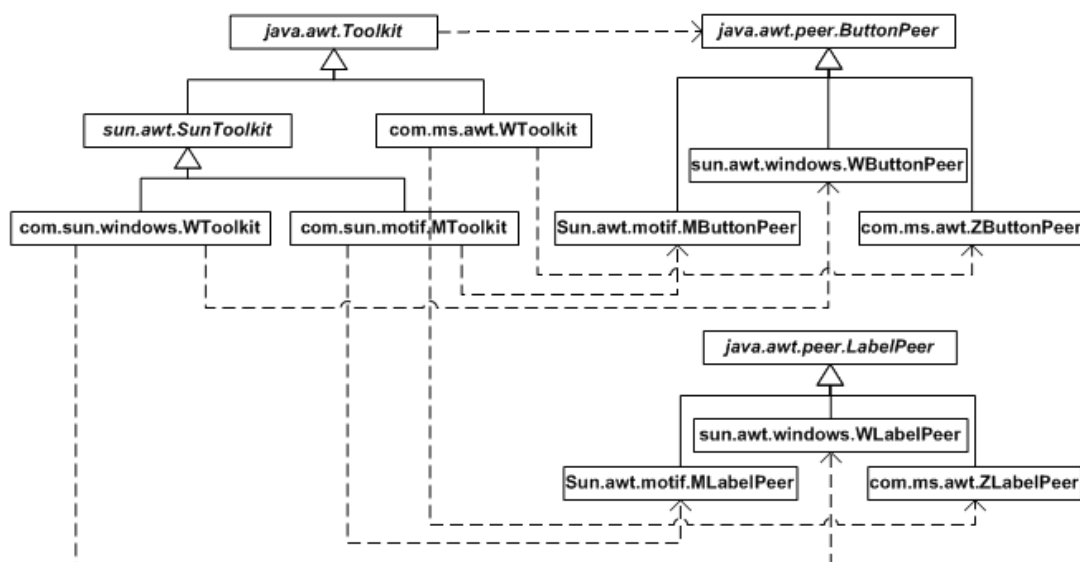 java.awt.Toolkit
java.awt.peer.ButtonPeer
sun.awt.SunToolkit
com.ms.awt.WToolkit
sun.awt.windows.WButtonPeer
com.sun.windows.WToolkit
com.sun.motif.MToolkit
Sun.awt.motif.MButtonPeer
com.ms.awt.ZButtonPeer
java.awt.peer.LabelPeer
sun.awt.windows.WLabelPeer
Sun.awt.motif.MLabelPeer
com.ms.awt.ZLabelPeer